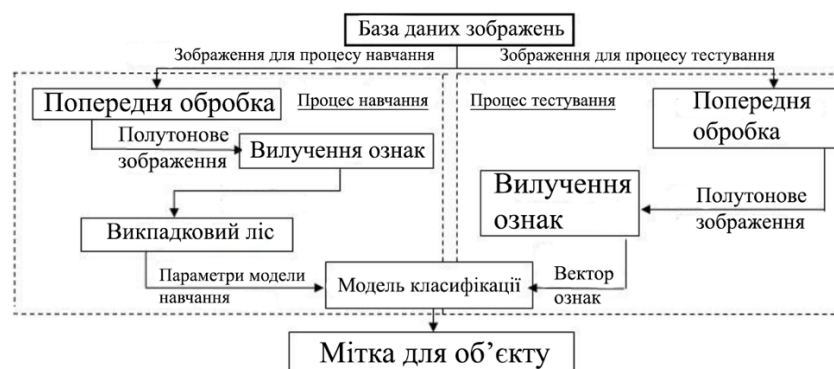 База даних зображень
Зображення для процесу навчання
Зображення для процесу тестування
Попередня обробка
Процес навчання
Процес тестування
Попередня
обробка
Полутонове
зображення
Вилучення ознак
Вилучення
ознак
Полутонове
зображення
Викпадковий ліс
Параметри модели
навчання
Модель класифікації
Вектор
ознак
Мітка для об’єкту